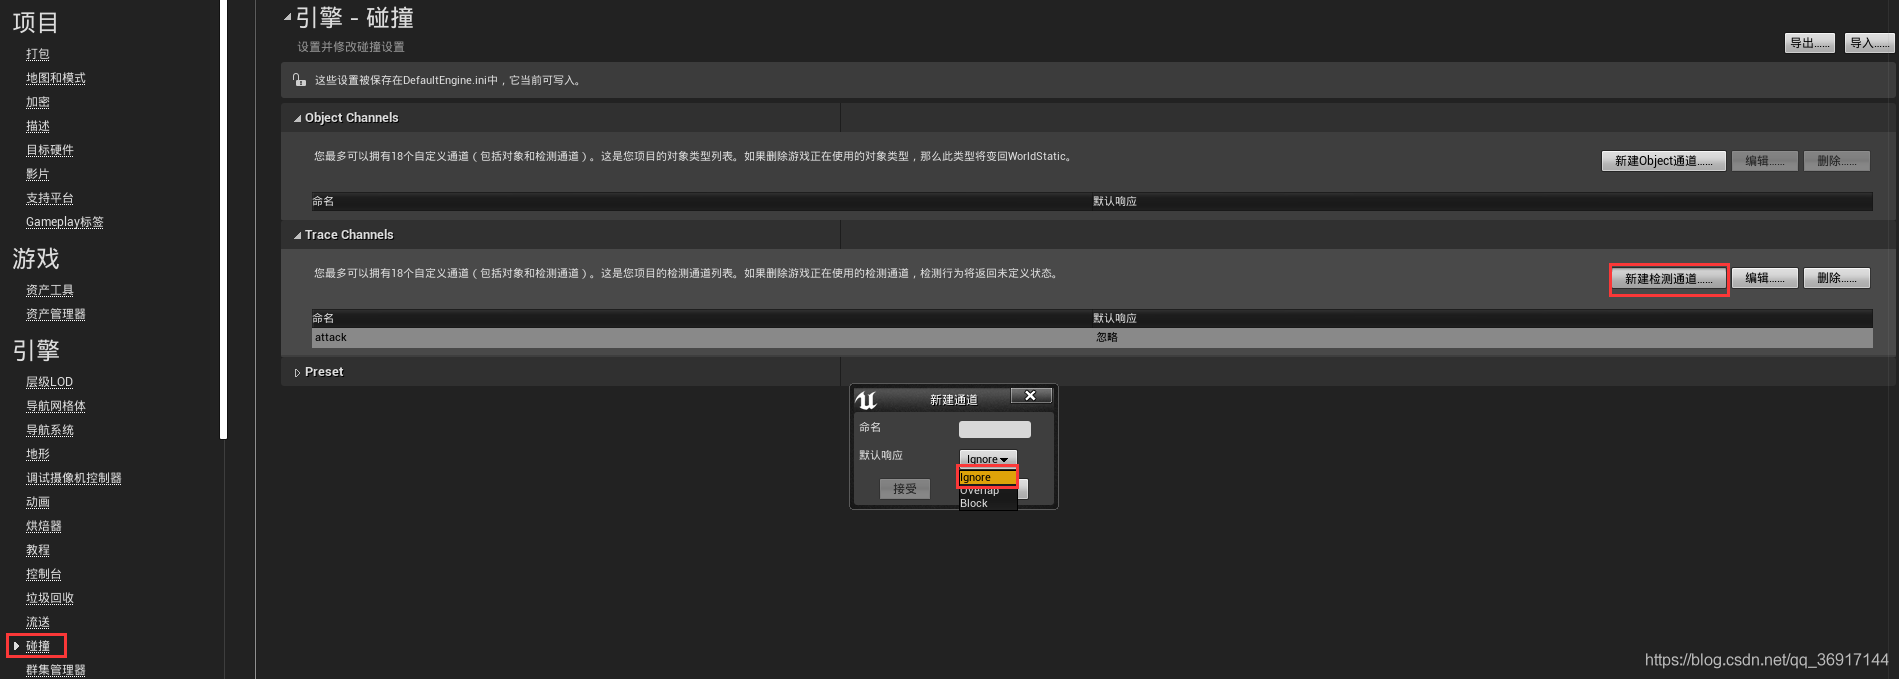 项目
打包
地图和模式
加密
描述
目标硬件
影片
支持平台
Gameplay标签
游戏
资产工具
资产管理器
引擎
层级LOD
导航网格体
导航系统
地形
调试摄像机控制器
动画
烘焙器
教程
控制台
垃圾回收
流送
碰撞
群集管理器
引擎 - 碰撞
设置并修改碰撞设置
导出...... 导入......
这些设置被保存在DefaultEngine.ini中，它当前可写入。
Object Channels
您最多可以拥有18个自定义通道（包括对象和检测通道）。这是您项目的对象类型列表。如果删除游戏正在使用的对象类型，那么此类型将变回WorldStatic。
新建Object通道...... 编辑...... 删除......
命名 默认响应
Trace Channels
您最多可以拥有18个自定义通道（包括对象和检测通道）。这是您项目的检测通道列表。如果删除游戏正在使用的检测通道，检测行为将返回未定义状态。
新建检测通道...... 编辑...... 删除......
命名 默认响应
attack 忽略
Preset
新建通道
命名
默认响应 Ignore
Ignore
接受 Overlap
Block
https://blog.csdn.net/qq_36917144